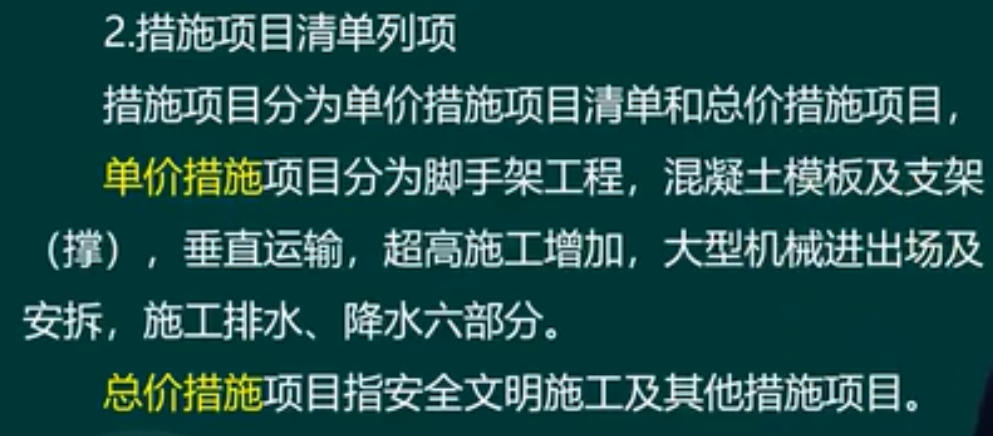 2.措施项目清单列项
措施项目分为单价措施项目清单和总价措施项目，
单价措施项目分为脚手架工程，混凝土模板及支架
（撑），垂直运输，超高施工增加，大型机械进出场及
安拆，施工排水、降水六部分。
总价措施项目指安全文明施工及其他措施项目。